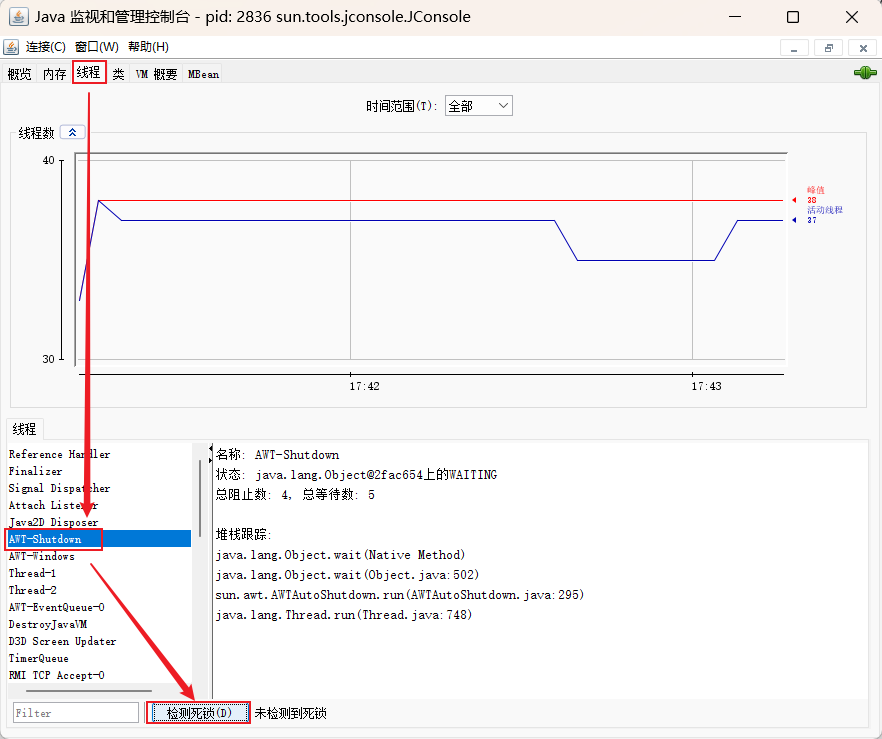 Java 监视和管理控制台 - pid: 2836 sun.tools.jconsole.JConsole
连接(C) 窗口(W) 帮助(H)
概览 内存 线程 类 VM 概要 MBean
时间范围(T): 全部
线程数
40
峰值
38
活动线程
37
30
17:42 17:43
线程
Reference Handler
Finalizer
Signal Dispatcher
Attach Listener
Java2D Disposer
AWT-Shutdown
AWT-Windows
Thread-1
Thread-2
AWT-EventQueue-0
DestroyJavaVM
D3D Screen Updater
TimerQueue
RMI TCP Accept-0
名称: AWT-Shutdown
状态: java.lang.Object@2fac654上的WAITING
总阻止数: 4, 总等待数: 5
堆栈跟踪:
java.lang.Object.wait(Native Method)
java.lang.Object.wait(Object.java:502)
sun.awt.AWTAutoShutdown.run(AWTAutoShutdown.java:295)
java.lang.Thread.run(Thread.java:748)
Filter 检测死锁(D) 未检测到死锁